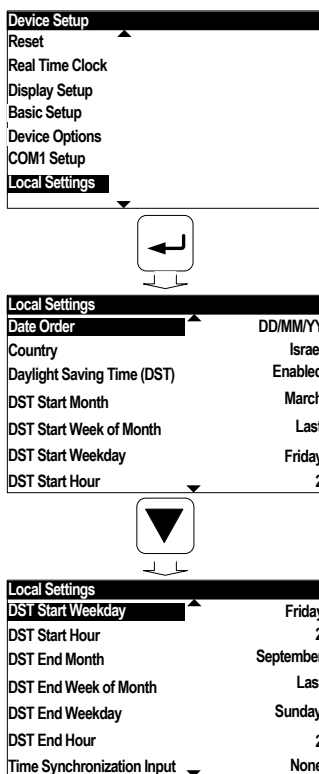 Device Setup
Reset
Real Time Clock
Display Setup
Basic Setup
Device Options
COM1 Setup
Local Settings
Local Settings
Date Order DD/MM/YY
Country Israel
Daylight Saving Time (DST) Enabled
DST Start Month March
DST Start Week of Month Last
DST Start Weekday Friday
DST Start Hour 2
Local Settings
DST Start Weekday Friday
DST Start Hour 2
DST End Month September
DST End Week of Month Last
DST End Weekday Sunday
DST End Hour 2
Time Synchronization Input None